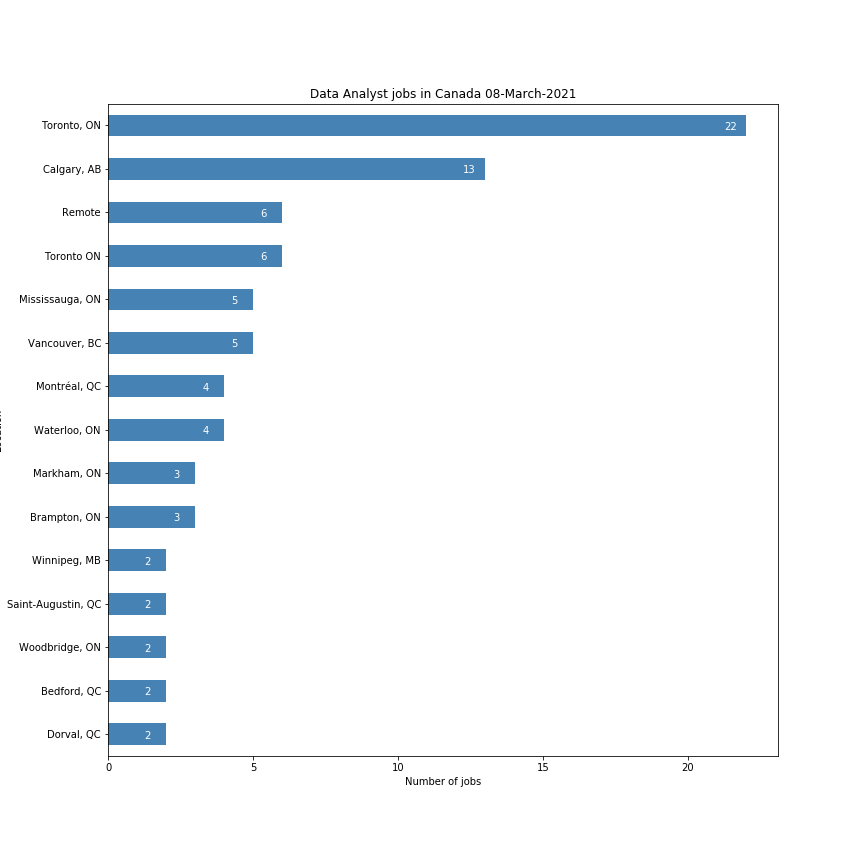 Data Analyst jobs in Canada 08-March-2021
Toronto, ON 22
Calgary, AB 13
Remote 6
Toronto ON 6
Mississauga, ON 5
Vancouver, BC 5
Montréal, QC 4
Waterloo, ON 4
Markham, ON 3
Brampton, ON 3
Winnipeg, MB 2
Saint-Augustin, QC 2
Woodbridge, ON 2
Bedford, QC 2
Dorval, QC 2
0 5 10 15 20
Number of jobs